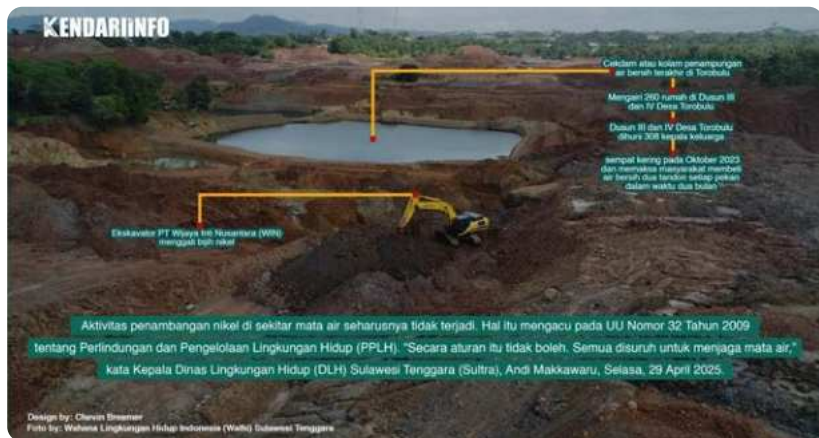 KENDARIINFO
Cekdam atau kolam penampungan
air bersih terakhir di Torobulu
Mengairi 260 rumah di Dusun III
dan IV Desa Torobulu
Dusun III dan IV Desa Torobulu
dihuni 308 kepala keluarga
sempat kering pada Oktober 2023
dan memaksa masyarakat membeli
air bersih dua tandon setiap pekan
dalam waktu dua bulan
Ekskavator PT Wijaya Inti Nusantara (WIN)
menggali bijih nikel
Aktivitas penambangan nikel di sekitar mata air seharusnya tidak terjadi. Hal itu mengacu pada UU Nomor 32 Tahun 2009
tentang Perlindungan dan Pengelolaan Lingkungan Hidup (PPLH). "Secara aturan itu tidak boleh. Semua disuruh untuk menjaga mata air,"
kata Kepala Dinas Lingkungan Hidup (DLH) Sulawesi Tenggara (Sultra), Andi Makkawaru, Selasa, 29 April 2025.
Design by: Chevin Breemer
Foto by: Wahana Lingkungan Hidup Indonesia (Walhi) Sulawesi Tenggara